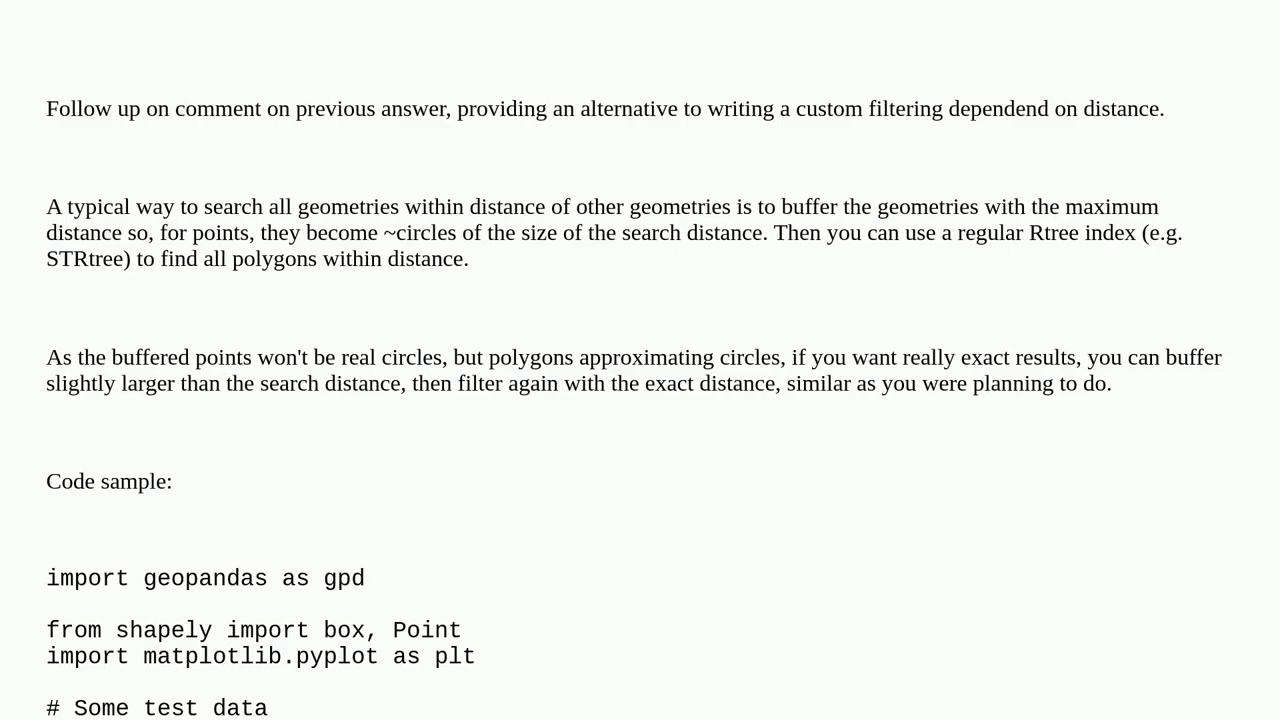 Follow up on comment on previous answer, providing an alternative to writing a custom filtering dependend on distance.
A typical way to search all geometries within distance of other geometries is to buffer the geometries with the maximum
distance so, for points, they become ~circles of the size of the search distance. Then you can use a regular Rtree index (e.g.
STRtree) to find all polygons within distance.
As the buffered points won't be real circles, but polygons approximating circles, if you want really exact results, you can buffer
slightly larger than the search distance, then filter again with the exact distance, similar as you were planning to do.
Code sample:
import geopandas as gpd
from shapely import box, Point
import matplotlib.pyplot as plt
# Some test data